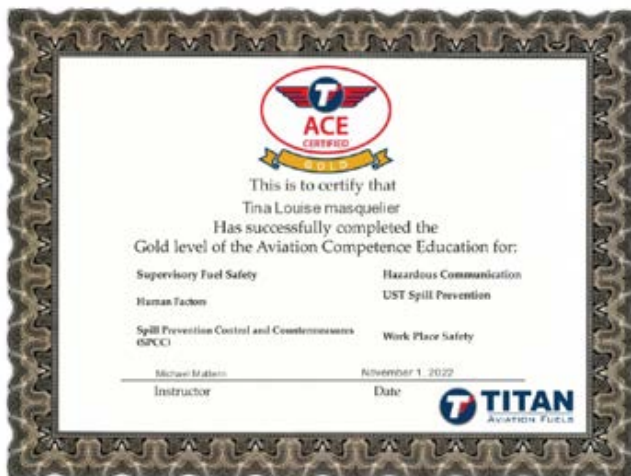 T
ACE
CERTIFIED
GOLD
This is to certify that
Tina Louise masquelier
Has successfully completed the
Gold level of the Aviation Competence Education for:
Supervisory Fuel Safety
Hazardous Communication
Human Factors
UST Spill Prevention
Spill Prevention Control and Countermeasures
(SPCC)
Work Place Safety
Michael Mattern
November 1, 2022
Instructor
Date
T TITAN
AVIATION FUELS